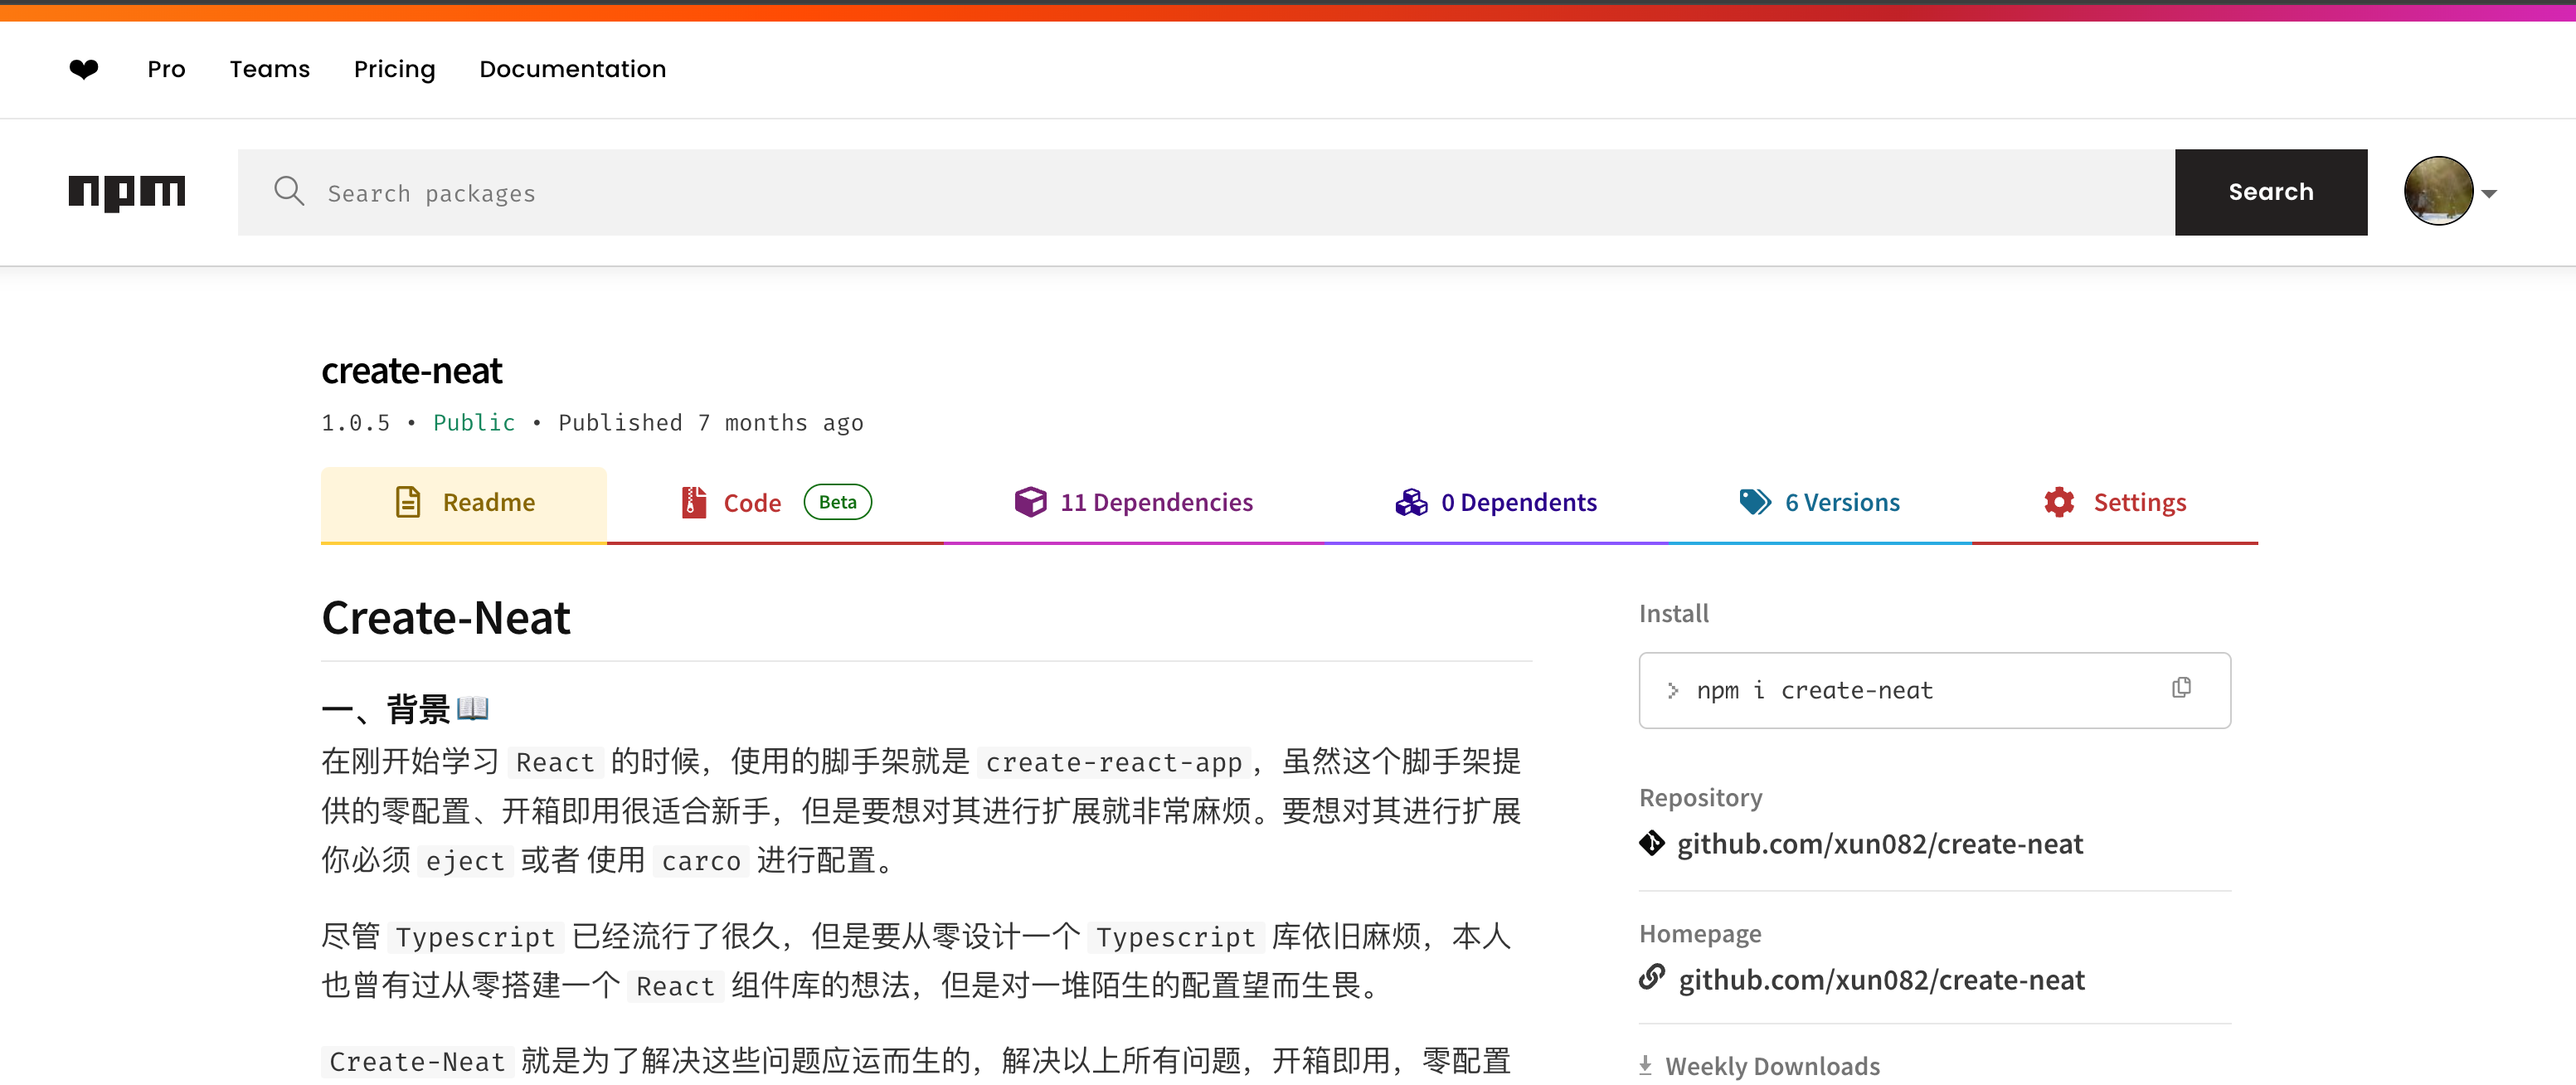 Pro Teams Pricing Documentation
npm
Search packages
Search
create-neat
1.0.5 • Public • Published 7 months ago
Readme
Code Beta
11 Dependencies
0 Dependents
6 Versions
Settings
Create-Neat
一、背景📖
在刚开始学习 React 的时候，使用的脚手架就是 create-react-app，虽然这个脚手架提
供的零配置、开箱即用很适合新手，但是要想对其进行扩展就非常麻烦。要想对其进行扩展
你必须 eject 或者 使用 carco 进行配置。
尽管 Typescript 已经流行了很久，但是要从零设计一个 Typescript 库依旧麻烦，本人
也曾有过从零搭建一个 React 组件库的想法，但是对一堆陌生的配置望而生畏。
Create-Neat 就是为了解决这些问题应运而生的，解决以上所有问题，开箱即用，零配置
Install
> npm i create-neat
Repository
github.com/xun082/create-neat
Homepage
github.com/xun082/create-neat
Weekly Downloads